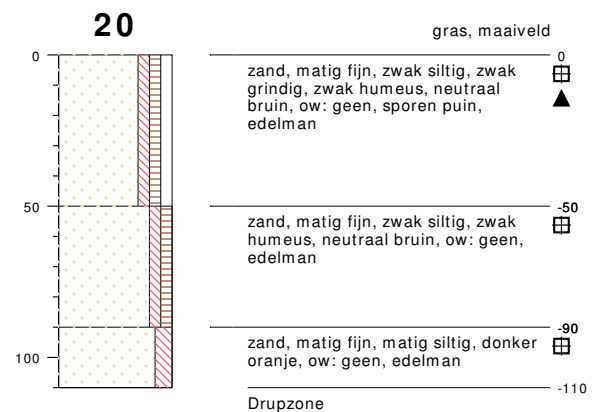 20
gras, maaiveld
0
0
zand, matig fijn, zwak siltig, zwak
grindig, zwak humeus, neutraal
bruin, ow: geen, sporen puin,
edelman
50
-50
zand, matig fijn, zwak siltig, zwak
humeus, neutraal bruin, ow: geen,
edelman
-90
zand, matig fijn, matig siltig, donker
oranje, ow: geen, edelman
100
-110
Drupzone